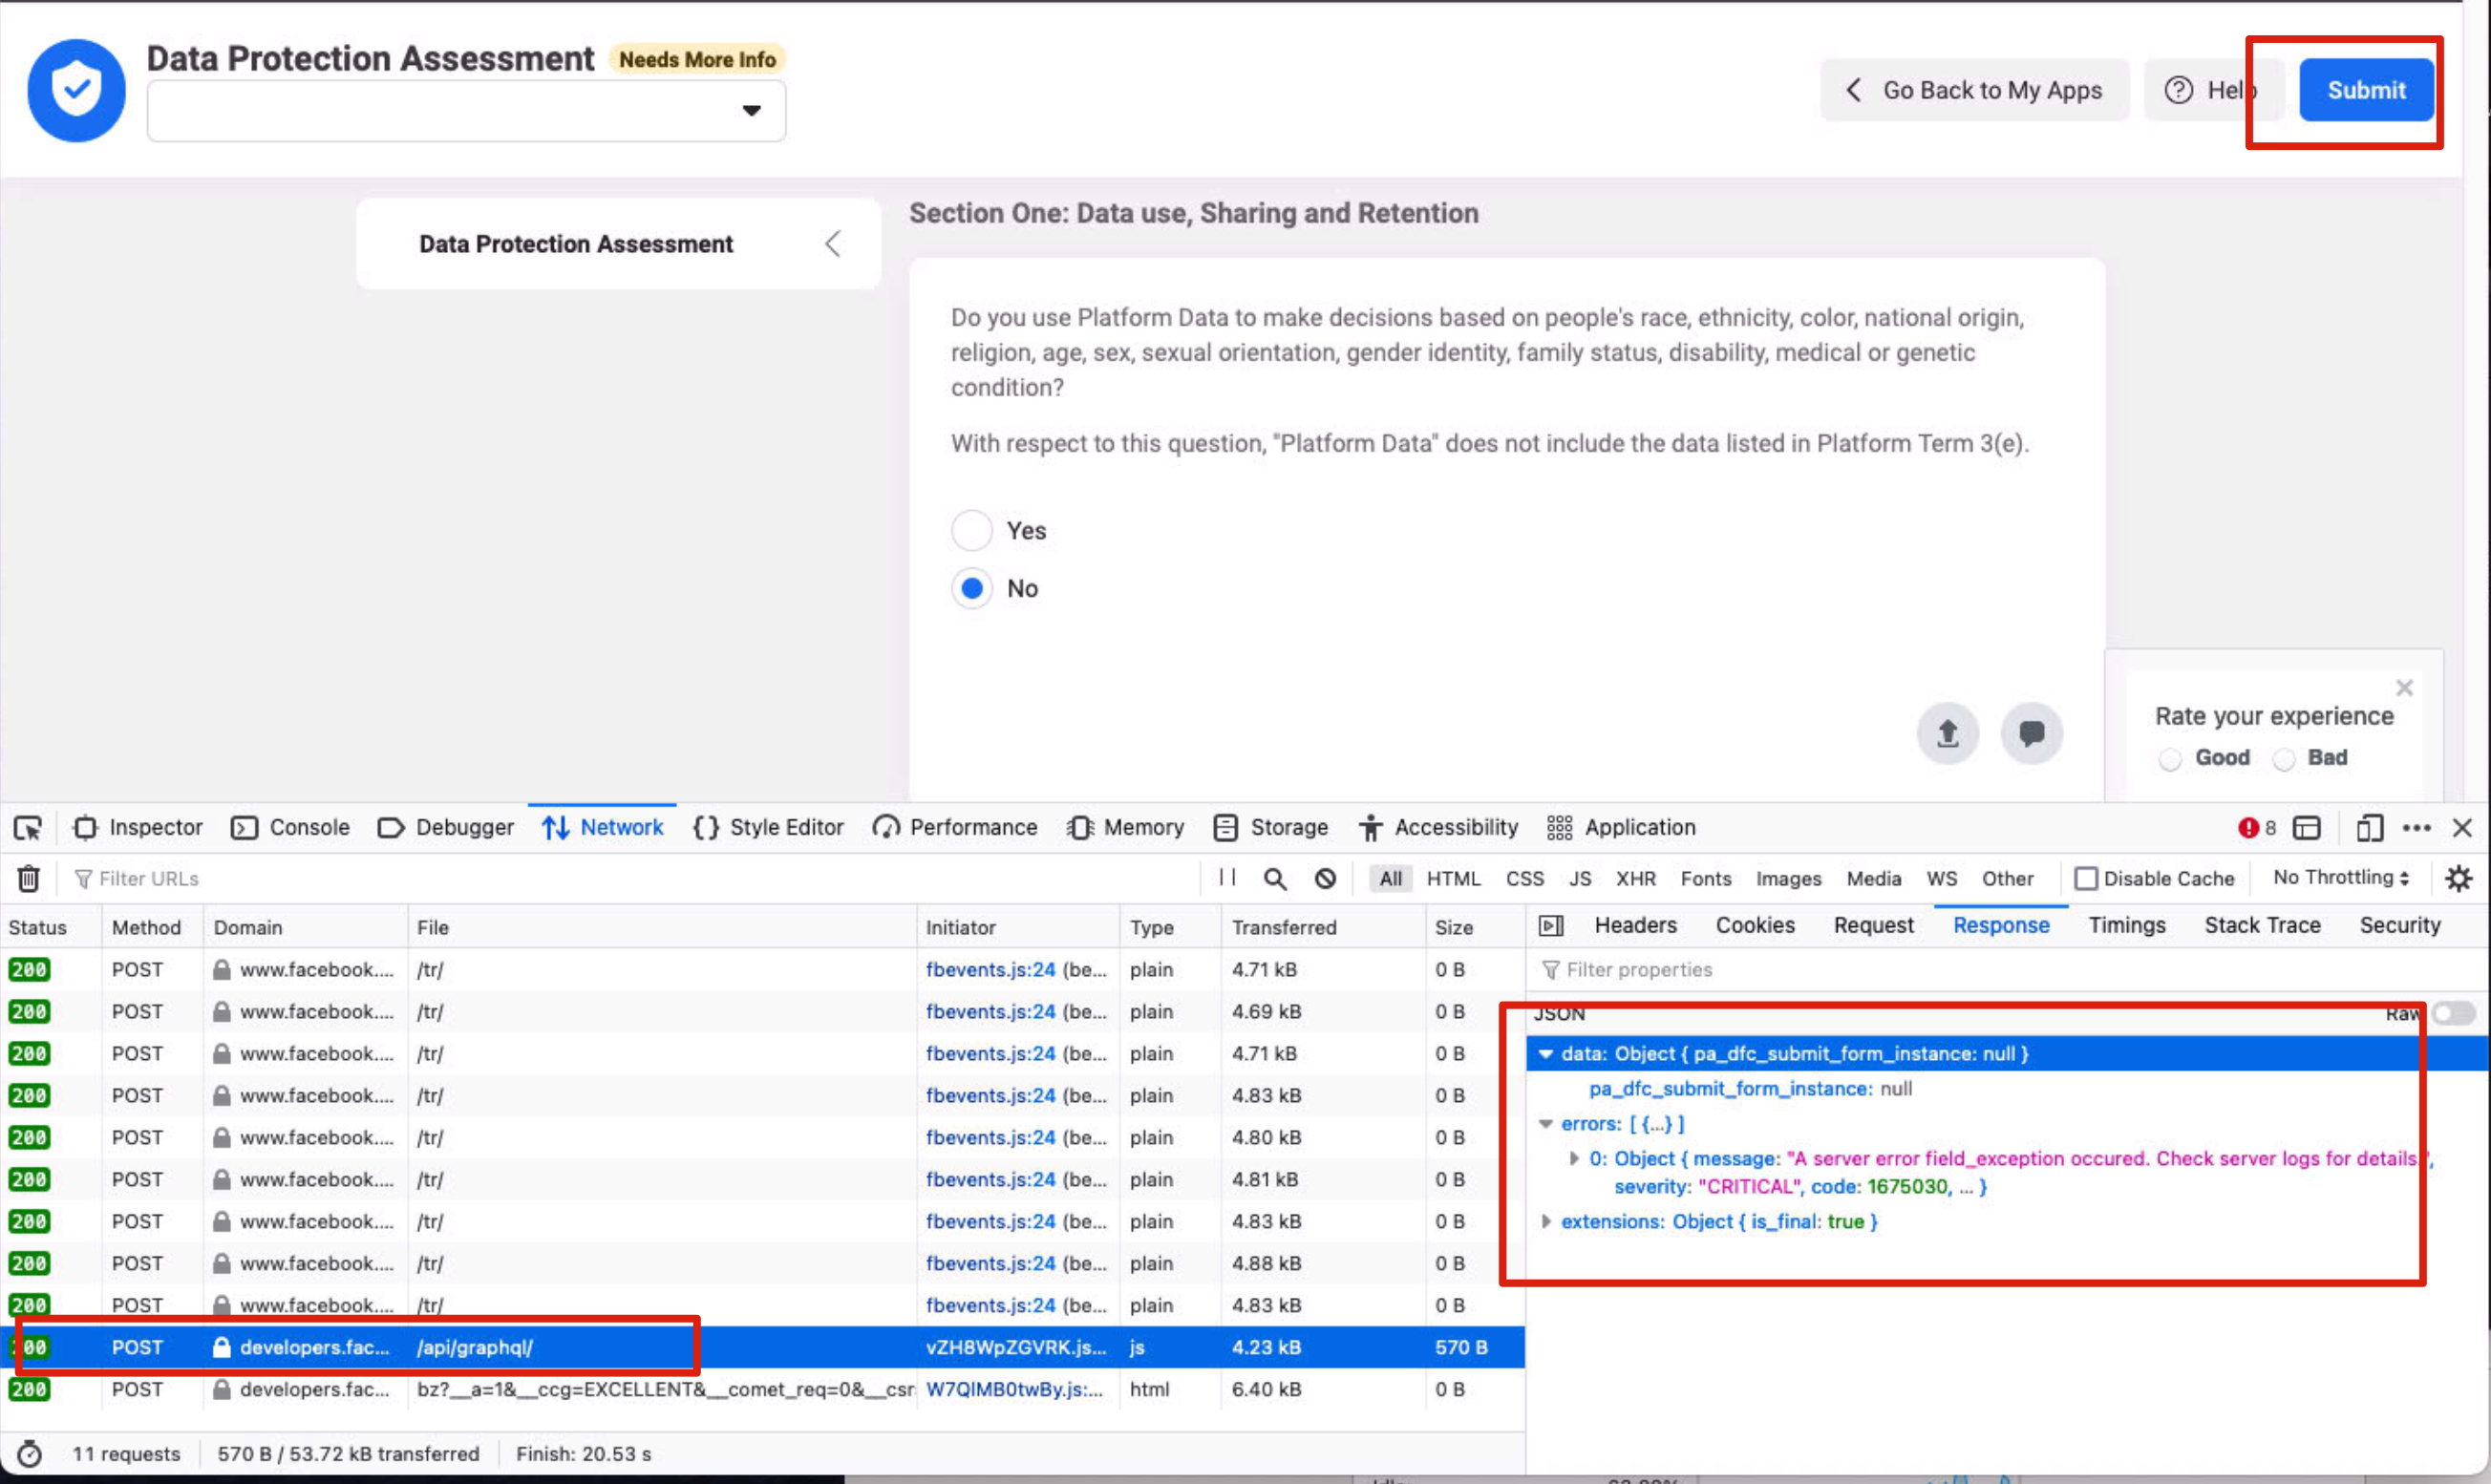 Data Protection Assessment Needs More Info
Go Back to My Apps Help Submit
Data Protection Assessment
Section One: Data use, Sharing and Retention
Do you use Platform Data to make decisions based on people's race, ethnicity, color, national origin,
religion, age, sex, sexual orientation, gender identity, family status, disability, medical or genetic
condition?
With respect to this question, "Platform Data" does not include the data listed in Platform Term 3(e).
Yes
No
Rate your experience
Good Bad
Inspector Console Debugger Network {} Style Editor Performance Memory Storage Accessibility Application 8
Filter URLs All HTML CSS JS XHR Fonts Images Media WS Other Disable Cache No Throttling
Status Method Domain File Initiator Type Transferred Size
200 POST www.facebook.... /tr/ fbevents.js:24 (be... plain 4.71 kB 0 B
200 POST www.facebook.... /tr/ fbevents.js:24 (be... plain 4.69 kB 0 B
200 POST www.facebook.... /tr/ fbevents.js:24 (be... plain 4.71 kB 0 B
200 POST www.facebook.... /tr/ fbevents.js:24 (be... plain 4.83 kB 0 B
200 POST www.facebook.... /tr/ fbevents.js:24 (be... plain 4.80 kB 0 B
200 POST www.facebook.... /tr/ fbevents.js:24 (be... plain 4.81 kB 0 B
200 POST www.facebook.... /tr/ fbevents.js:24 (be... plain 4.83 kB 0 B
200 POST www.facebook.... /tr/ fbevents.js:24 (be... plain 4.88 kB 0 B
200 POST www.facebook.... /tr/ fbevents.js:24 (be... plain 4.83 kB 0 B
200 POST developers.fac... /api/graphql/ vZH8WpZGVRK.js... js 4.23 kB 570 B
200 POST developers.fac... bz?__a=1&__ccg=EXCELLENT&__comet_req=0&__csr W7QIMB0twBy.js:... html 6.40 kB 0 B
11 requests 570 B / 53.72 kB transferred Finish: 20.53 s
Headers Cookies Request Response Timings Stack Trace Security
Filter properties
JSON Raw
data: Object { pa_dfc_submit_form_instance: null }
pa_dfc_submit_form_instance: null
errors: [ {...} ]
0: Object { message: "A server error field_exception occured. Check server logs for details.",
severity: "CRITICAL", code: 1675030, ... }
extensions: Object { is_final: true }